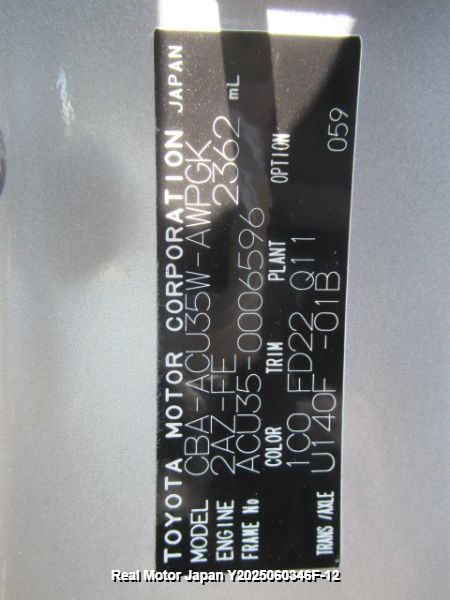 TOYOTA MOTOR CORPORATION JAPAN
MODEL CBA-ACU35W-AWPGK
ENGINE 2AZ-FE 2362 mL
FRAME No. ACU35-0006596
COLOR TRIM PLANT OPTION
1C0 FD22 Q11
TRANS/AXLE U140F -01B 059
Real Motor Japan Y2025060346F-12